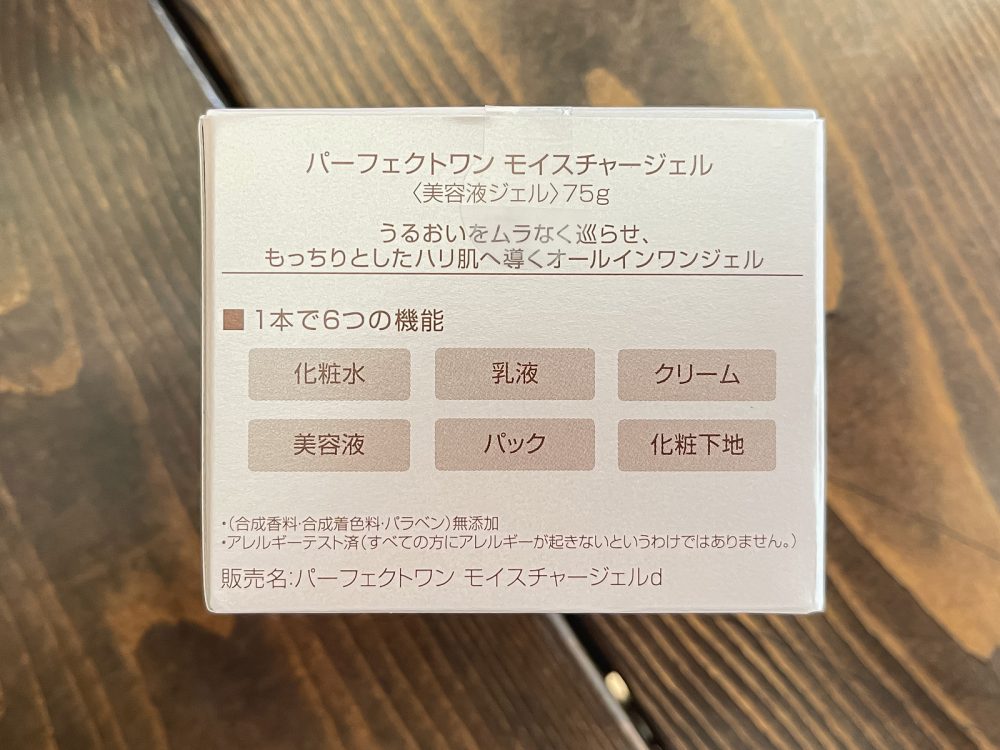 パーフェクトワン モイスチャージェル
〈美容液ジェル〉75g
うるおいをムラなく巡らせ、
もっちりとしたハリ肌へ導くオールインワンジェル
■ 1本で6つの機能
化粧水 乳液 クリーム
美容液 パック 化粧下地
・(合成香料・合成着色料・パラベン)無添加
・アレルギーテスト済(すべての方にアレルギーが起きないというわけではありません。)
販売名:パーフェクトワン モイスチャージェルd